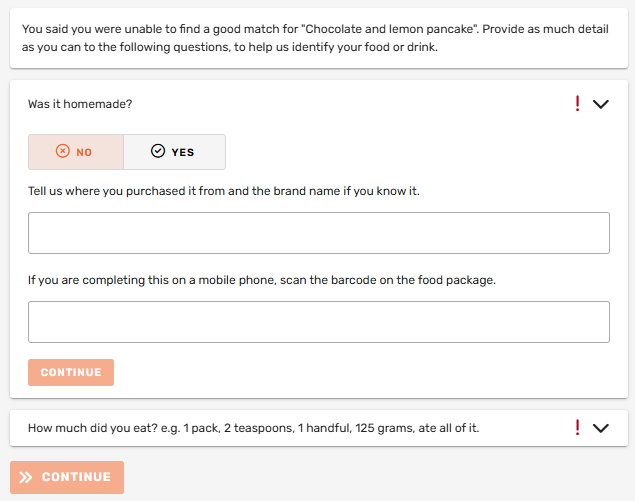 You said you were unable to find a good match for "Chocolate and lemon pancake". Provide as much detail
as you can to the following questions, to help us identify your food or drink.
Was it homemade?
NO
YES
Tell us where you purchased it from and the brand name if you know it.
If you are completing this on a mobile phone, scan the barcode on the food package.
CONTINUE
How much did you eat? e.g. 1 pack, 2 teaspoons, 1 handful, 125 grams, ate all of it.
CONTINUE